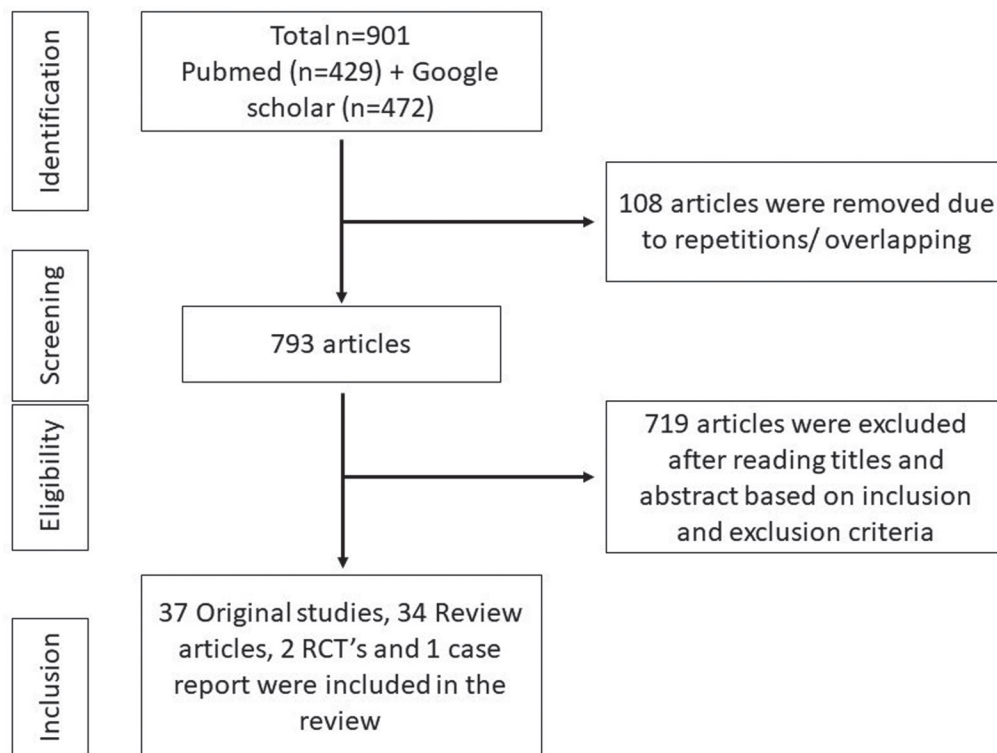 Identification
Total n=901
Pubmed (n=429) + Google
scholar (n=472)
108 articles were removed due
to repetitions/ overlapping
Screening
793 articles
Eligibility
719 articles were excluded
after reading titles and
abstract based on inclusion
and exclusion criteria
Inclusion
37 Original studies, 34 Review
articles, 2 RCT’s and 1 case
report were included in the
review